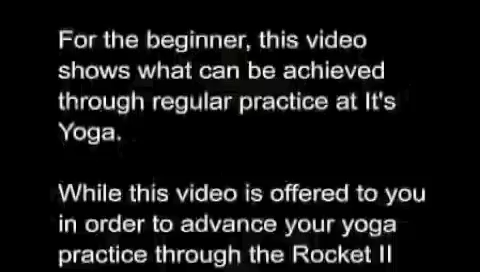 For the beginner, this video
shows what can be achieved
through regular practice at It's
Yoga.
While this video is offered to you
in order to advance your yoga
practice through the Rocket II